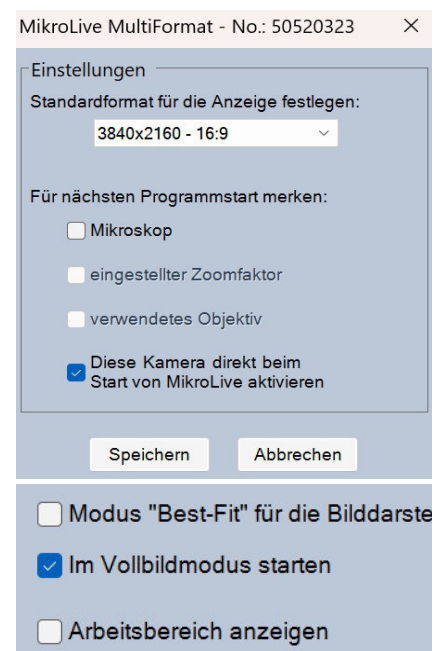 MikroLive MultiFormat - No.: 50520323
Einstellungen
Standardformat für die Anzeige festlegen:
3840x2160 - 16:9
Für nächsten Programmstart merken:
Mikroskop
eingestellter Zoomfaktor
verwendetes Objektiv
Diese Kamera direkt beim
Start von MikroLive aktivieren
Speichern Abbrechen
Modus "Best-Fit" für die Bilddarste
Im Vollbildmodus starten
Arbeitsbereich anzeigen